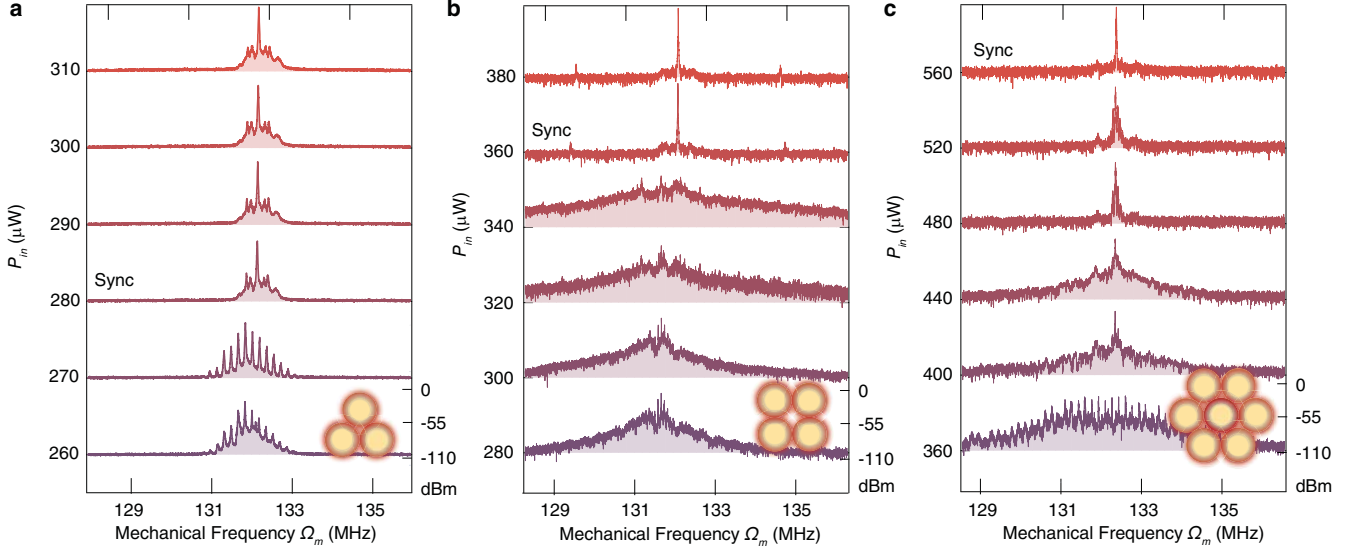 a
P_in (μW)
310
300
290
280
270
260
Sync
0
-55
-110
dBm
129
131
133
135
Mechanical Frequency Ω_m (MHz)
b
P_in (μW)
380
360
340
320
300
280
Sync
0
-55
-110
dBm
129
131
133
135
Mechanical Frequency Ω_m (MHz)
c
P_in (μW)
560
520
480
440
400
360
Sync
0
-55
-110
dBm
129
131
133
135
Mechanical Frequency Ω_m (MHz)